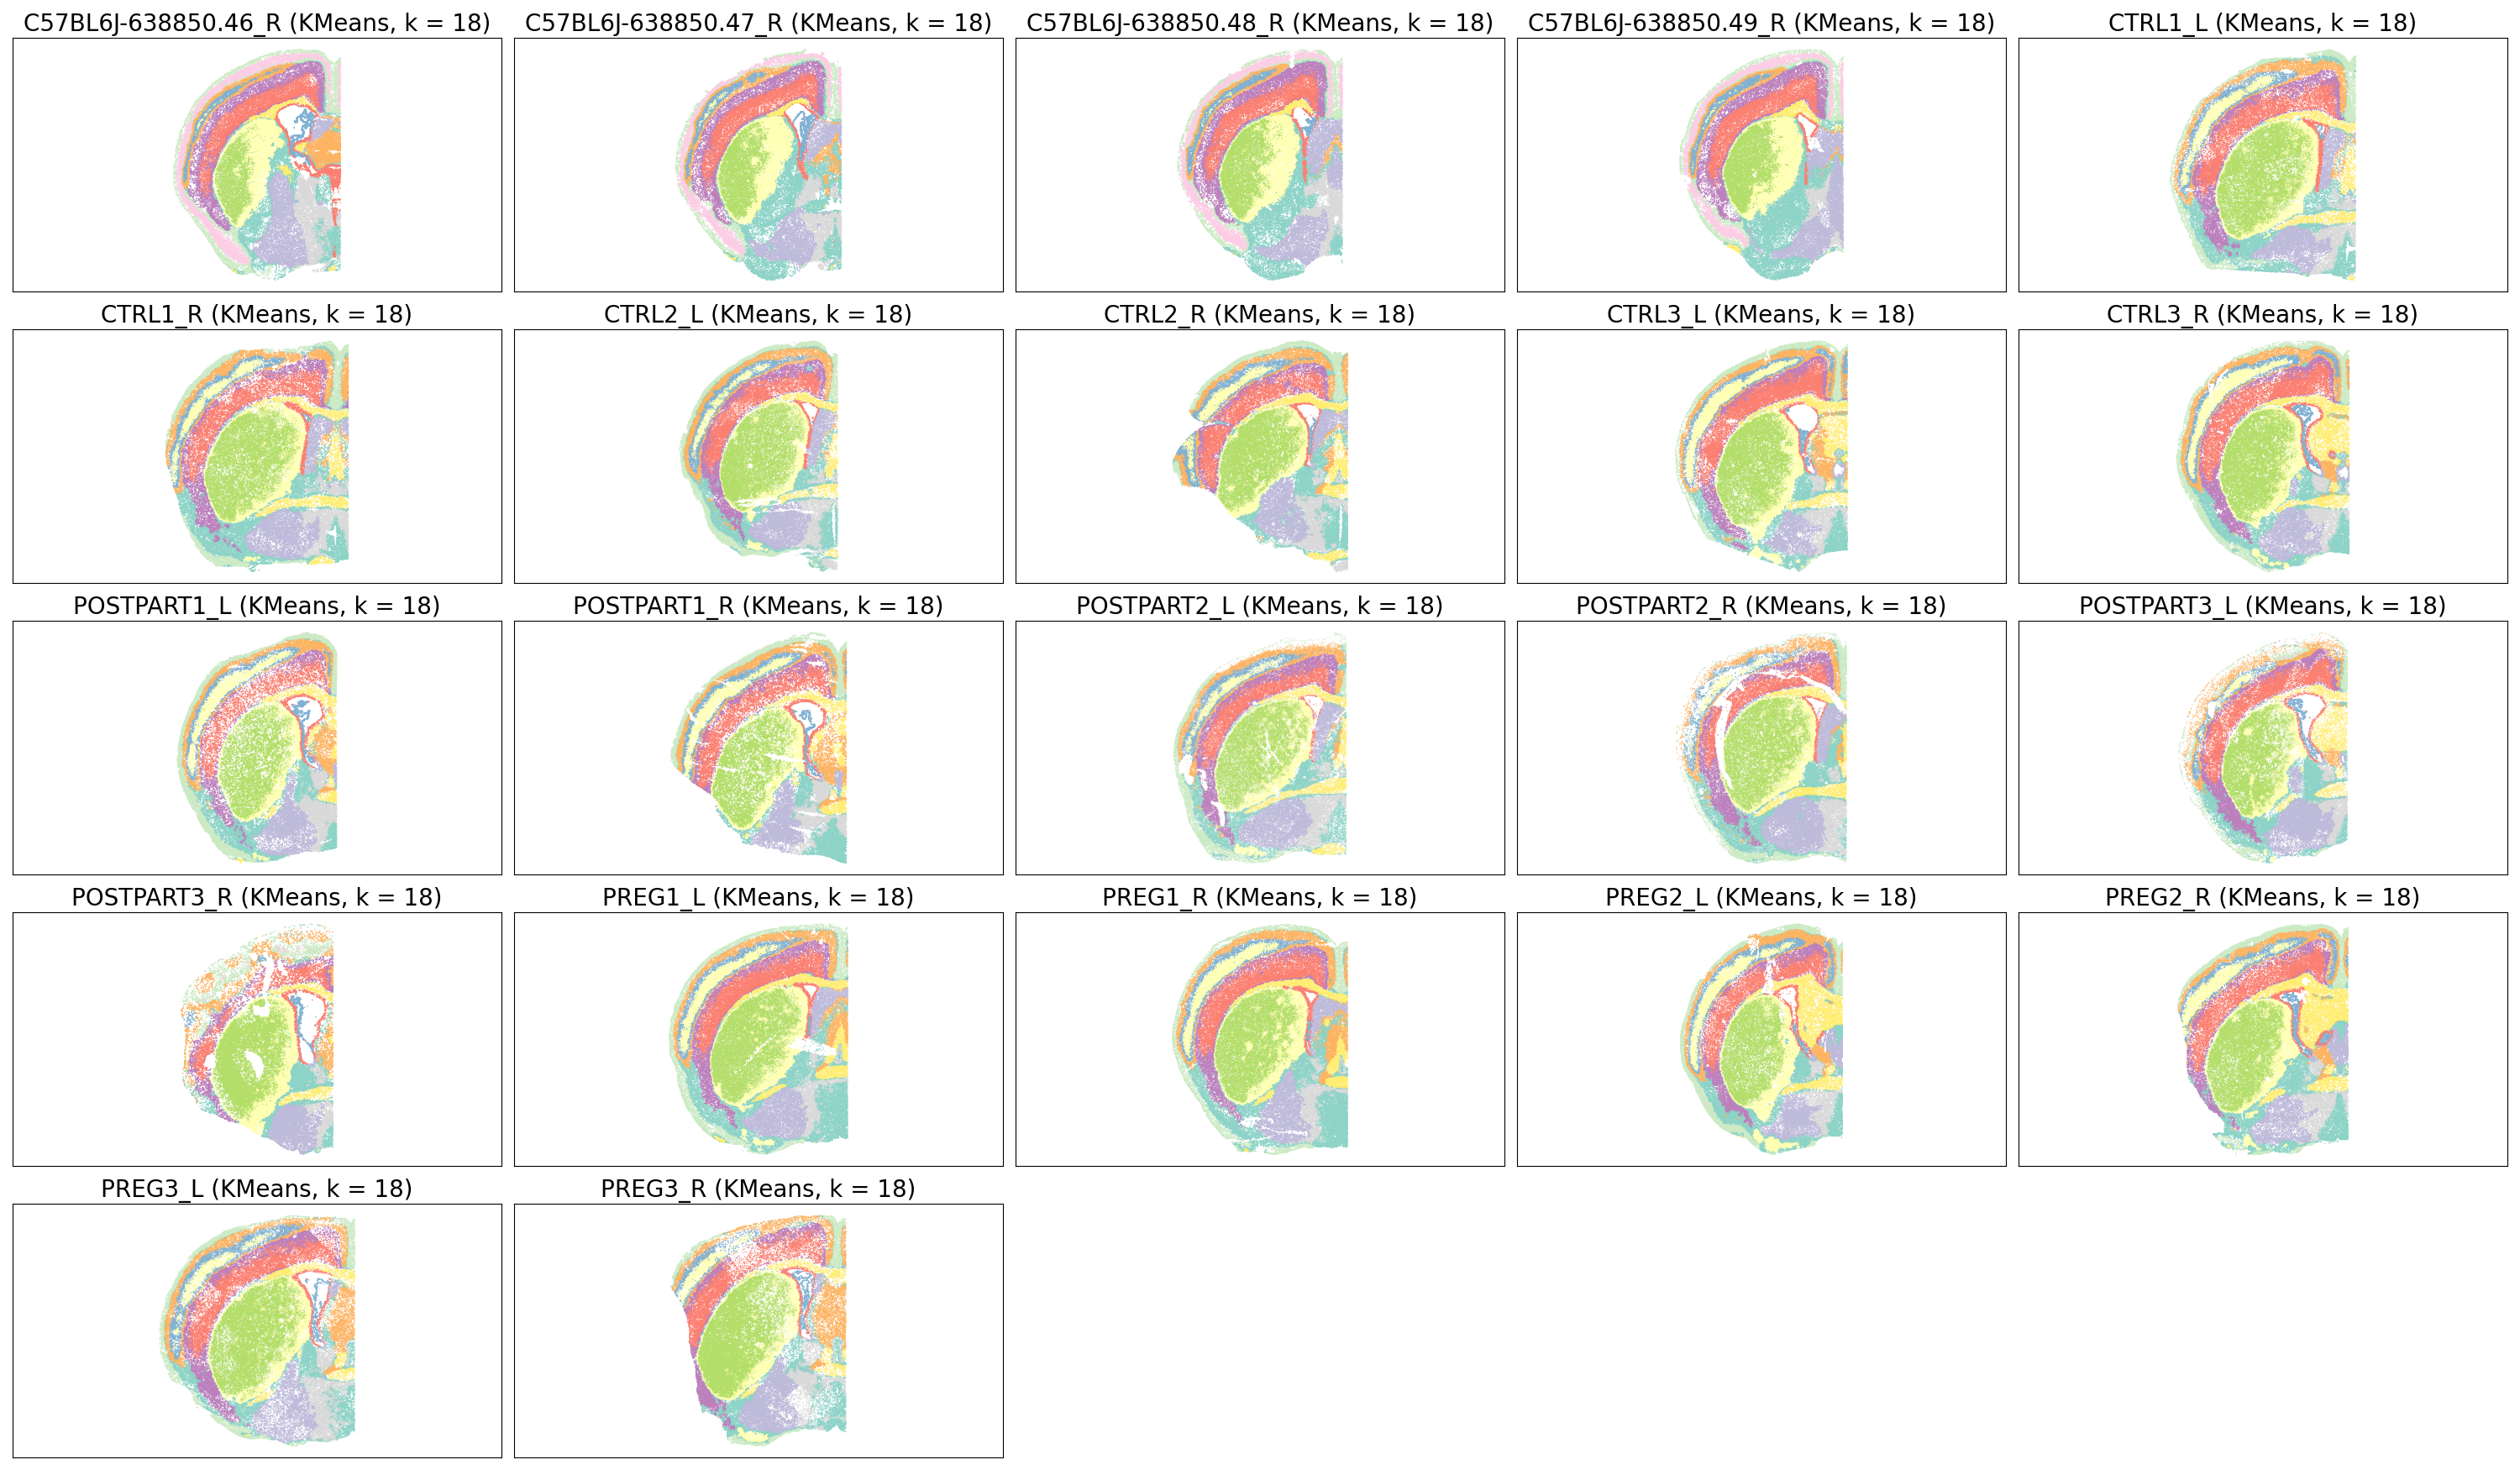 C57BL6J-638850.46_R (KMeans, k = 18)
C57BL6J-638850.47_R (KMeans, k = 18)
C57BL6J-638850.48_R (KMeans, k = 18)
C57BL6J-638850.49_R (KMeans, k = 18)
CTRL1_L (KMeans, k = 18)
CTRL1_R (KMeans, k = 18)
CTRL2_L (KMeans, k = 18)
CTRL2_R (KMeans, k = 18)
CTRL3_L (KMeans, k = 18)
CTRL3_R (KMeans, k = 18)
POSTPART1_L (KMeans, k = 18)
POSTPART1_R (KMeans, k = 18)
POSTPART2_L (KMeans, k = 18)
POSTPART2_R (KMeans, k = 18)
POSTPART3_L (KMeans, k = 18)
POSTPART3_R (KMeans, k = 18)
PREG1_L (KMeans, k = 18)
PREG1_R (KMeans, k = 18)
PREG2_L (KMeans, k = 18)
PREG2_R (KMeans, k = 18)
PREG3_L (KMeans, k = 18)
PREG3_R (KMeans, k = 18)